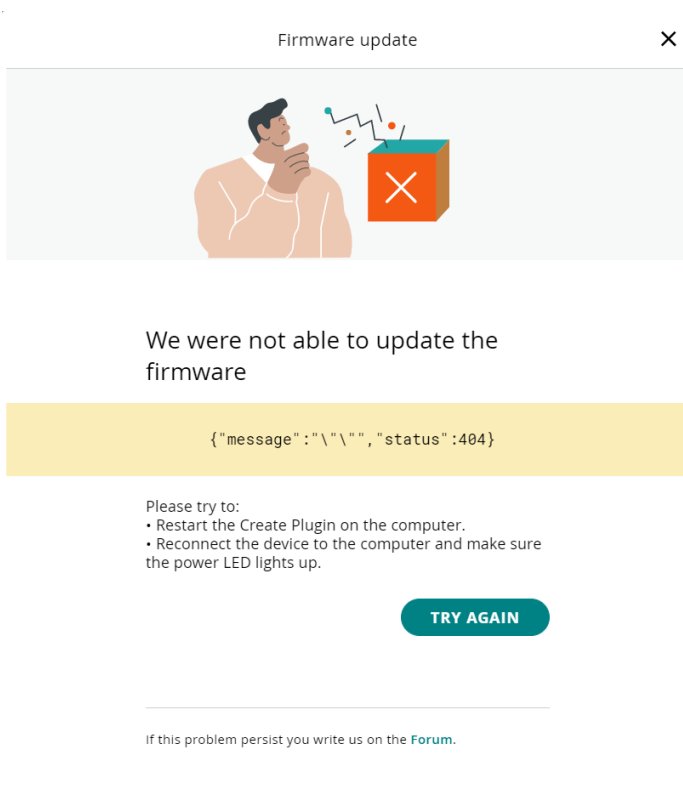 Firmware update
We were not able to update the
firmware
{"message":"\"\"","status":404}
Please try to:
• Restart the Create Plugin on the computer.
• Reconnect the device to the computer and make sure
the power LED lights up.
TRY AGAIN
If this problem persist you write us on the Forum.